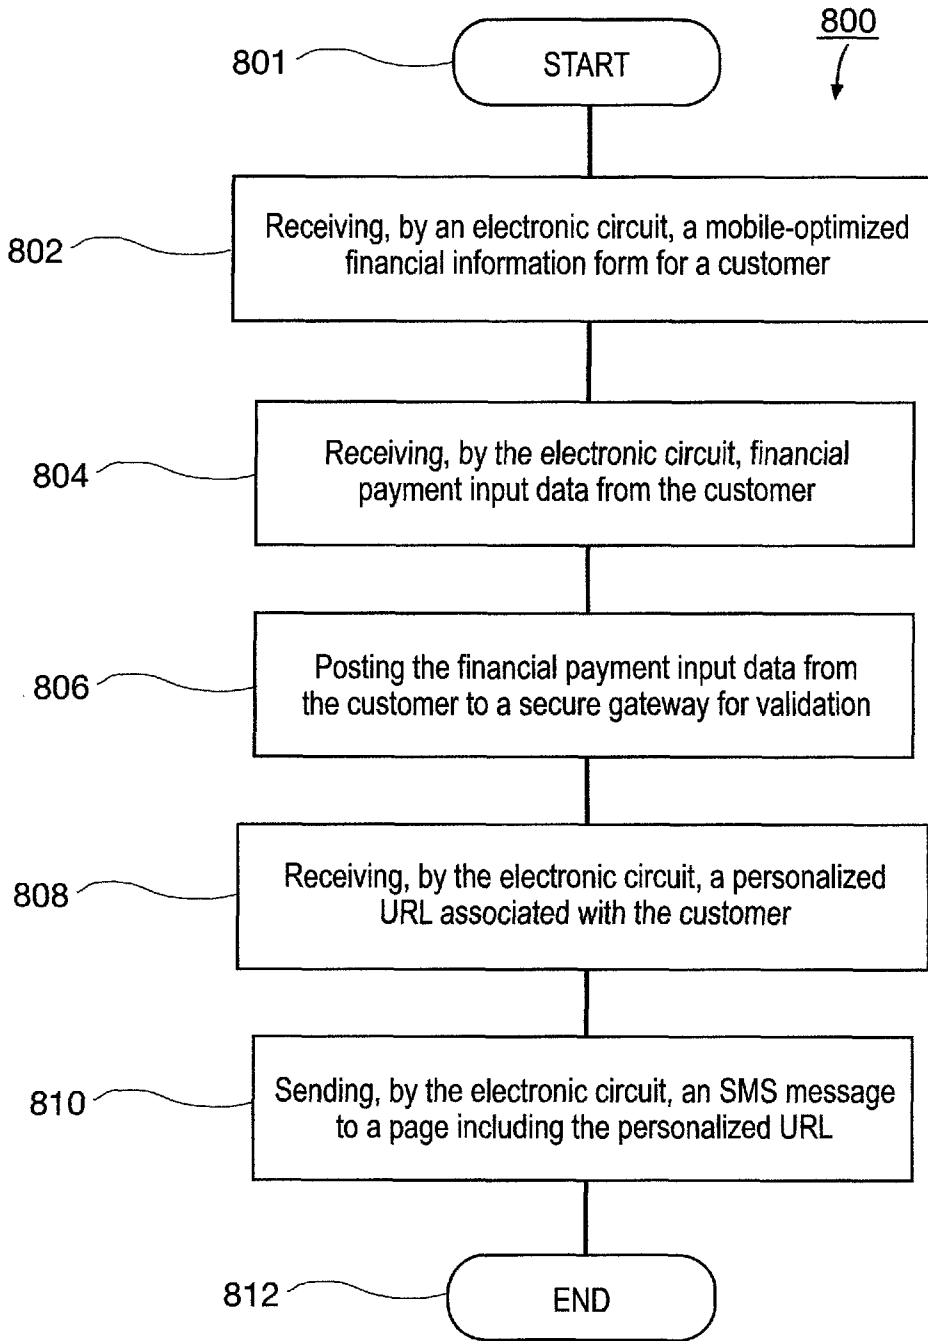 800
801
START
802
Receiving, by an electronic circuit, a mobile-optimized
financial information form for a customer
804
Receiving, by the electronic circuit, financial
payment input data from the customer
806
Posting the financial payment input data from
the customer to a secure gateway for validation
808
Receiving, by the electronic circuit, a personalized
URL associated with the customer
810
Sending, by the electronic circuit, an SMS message
to a page including the personalized URL
812
END